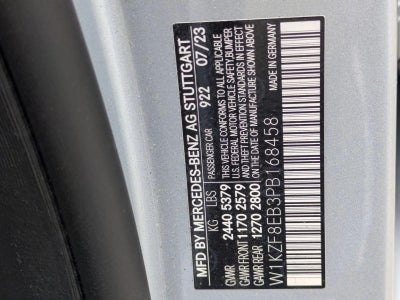 MFD BY MERCEDES-BENZ AG STUTTGART
PASSENGER CAR 922 07/23
KG LBS
GVWR 2440 5379
GAWR FRONT 1170 2579
GAWR REAR 1270 2800
THIS VEHICLE CONFORMS TO ALL APPLICABLE
U.S. FEDERAL MOTOR VEHICLE SAFETY, BUMPER
AND THEFT PREVENTION STANDARDS IN EFFECT
ON THE DATE OF MANUFACTURE SHOWN ABOVE
MADE IN GERMANY
W1KZF8EB3PB168458